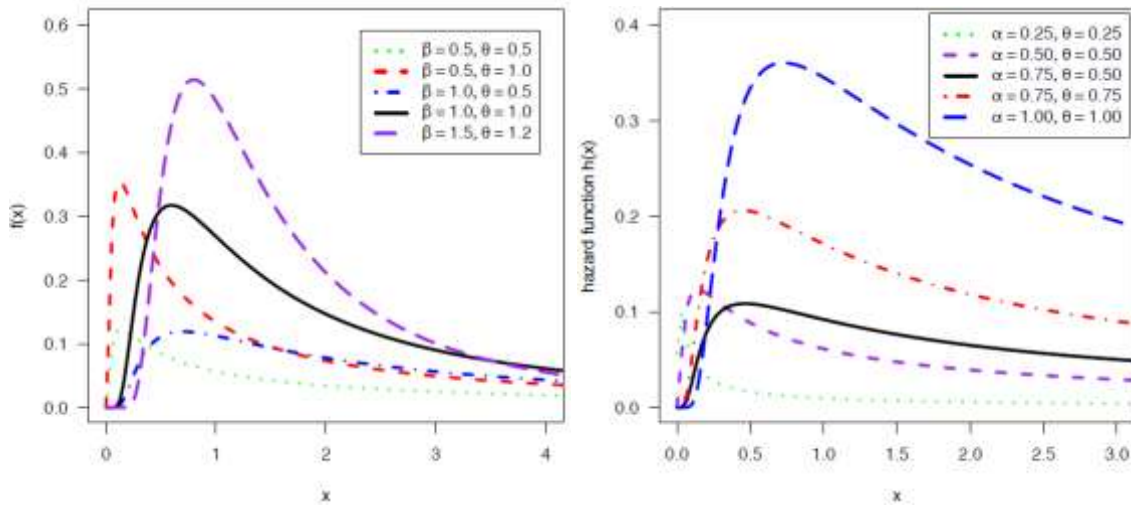 0.6
0.5
0.4
0.3
0.2
0.1
0.0
f(x)
β = 0.5, θ = 0.5
β = 0.5, θ = 1.0
β = 1.0, θ = 0.5
β = 1.0, θ = 1.0
β = 1.5, θ = 1.2
0 1 2 3 4
x
0.4
0.3
0.2
0.1
0.0
hazard function h(x)
α = 0.25, θ = 0.25
α = 0.50, θ = 0.50
α = 0.75, θ = 0.50
α = 0.75, θ = 0.75
α = 1.00, θ = 1.00
0.0 0.5 1.0 1.5 2.0 2.5 3.0
x